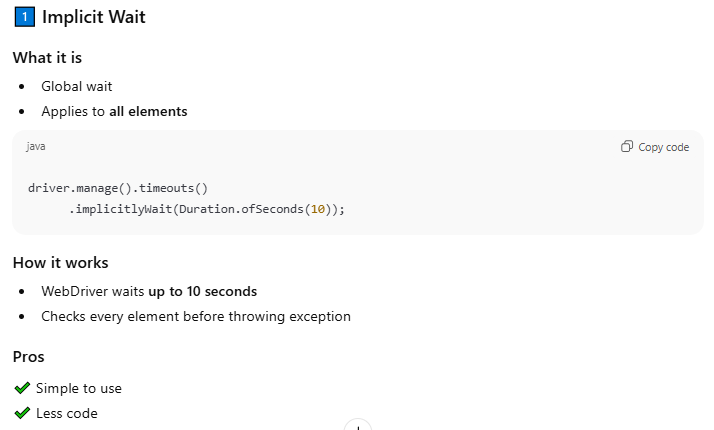 1 Implicit Wait
What it is
• Global wait
• Applies to all elements
java
Copy code
driver.manage().timeouts()
.implicitlyWait(Duration.ofSeconds(10));
How it works
• WebDriver waits up to 10 seconds
• Checks every element before throwing exception
Pros
✔ Simple to use
✔ Less code